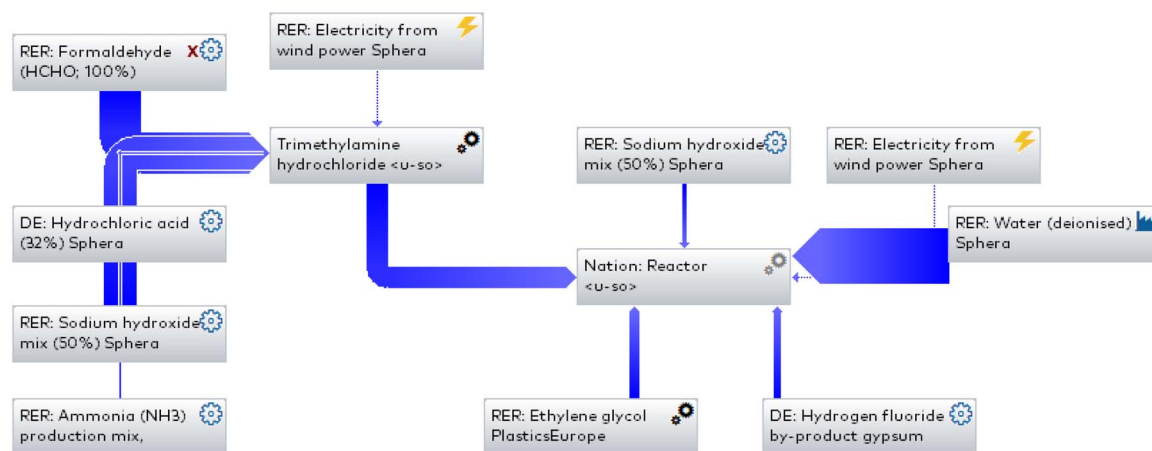 RER: Formaldehyde
(HCHO; 100%)
X
RER: Electricity from
wind power Sphera
Trimethylamine
hydrochloride <u-so>
RER: Sodium hydroxide
mix (50%) Sphera
RER: Electricity from
wind power Sphera
DE: Hydrochloric acid
(32%) Sphera
RER: Water (deionised)
Sphera
Nation: Reactor
<u-so>
RER: Sodium hydroxide
mix (50%) Sphera
RER: Ammonia (NH3)
production mix,
RER: Ethylene glycol
PlasticsEurope
DE: Hydrogen fluoride
by-product gypsum